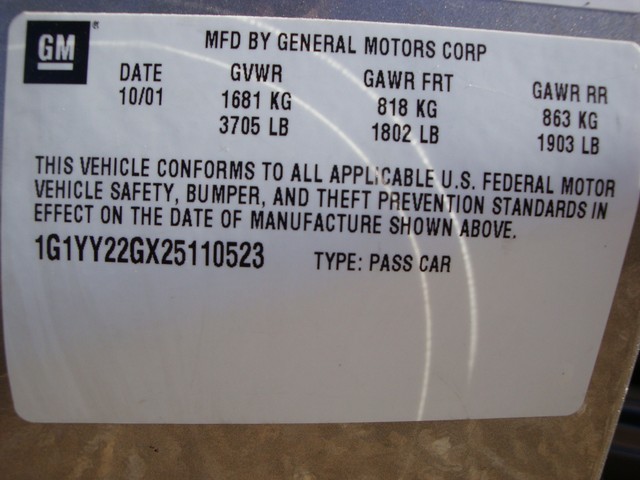 GM
MFD BY GENERAL MOTORS CORP
DATE GVWR GAWR FRT GAWR RR
10/01 1681 KG 818 KG 863 KG
3705 LB 1802 LB 1903 LB
THIS VEHICLE CONFORMS TO ALL APPLICABLE U.S. FEDERAL MOTOR
VEHICLE SAFETY, BUMPER, AND THEFT PREVENTION STANDARDS IN
EFFECT ON THE DATE OF MANUFACTURE SHOWN ABOVE.
1G1YY22GX25110523 TYPE: PASS CAR